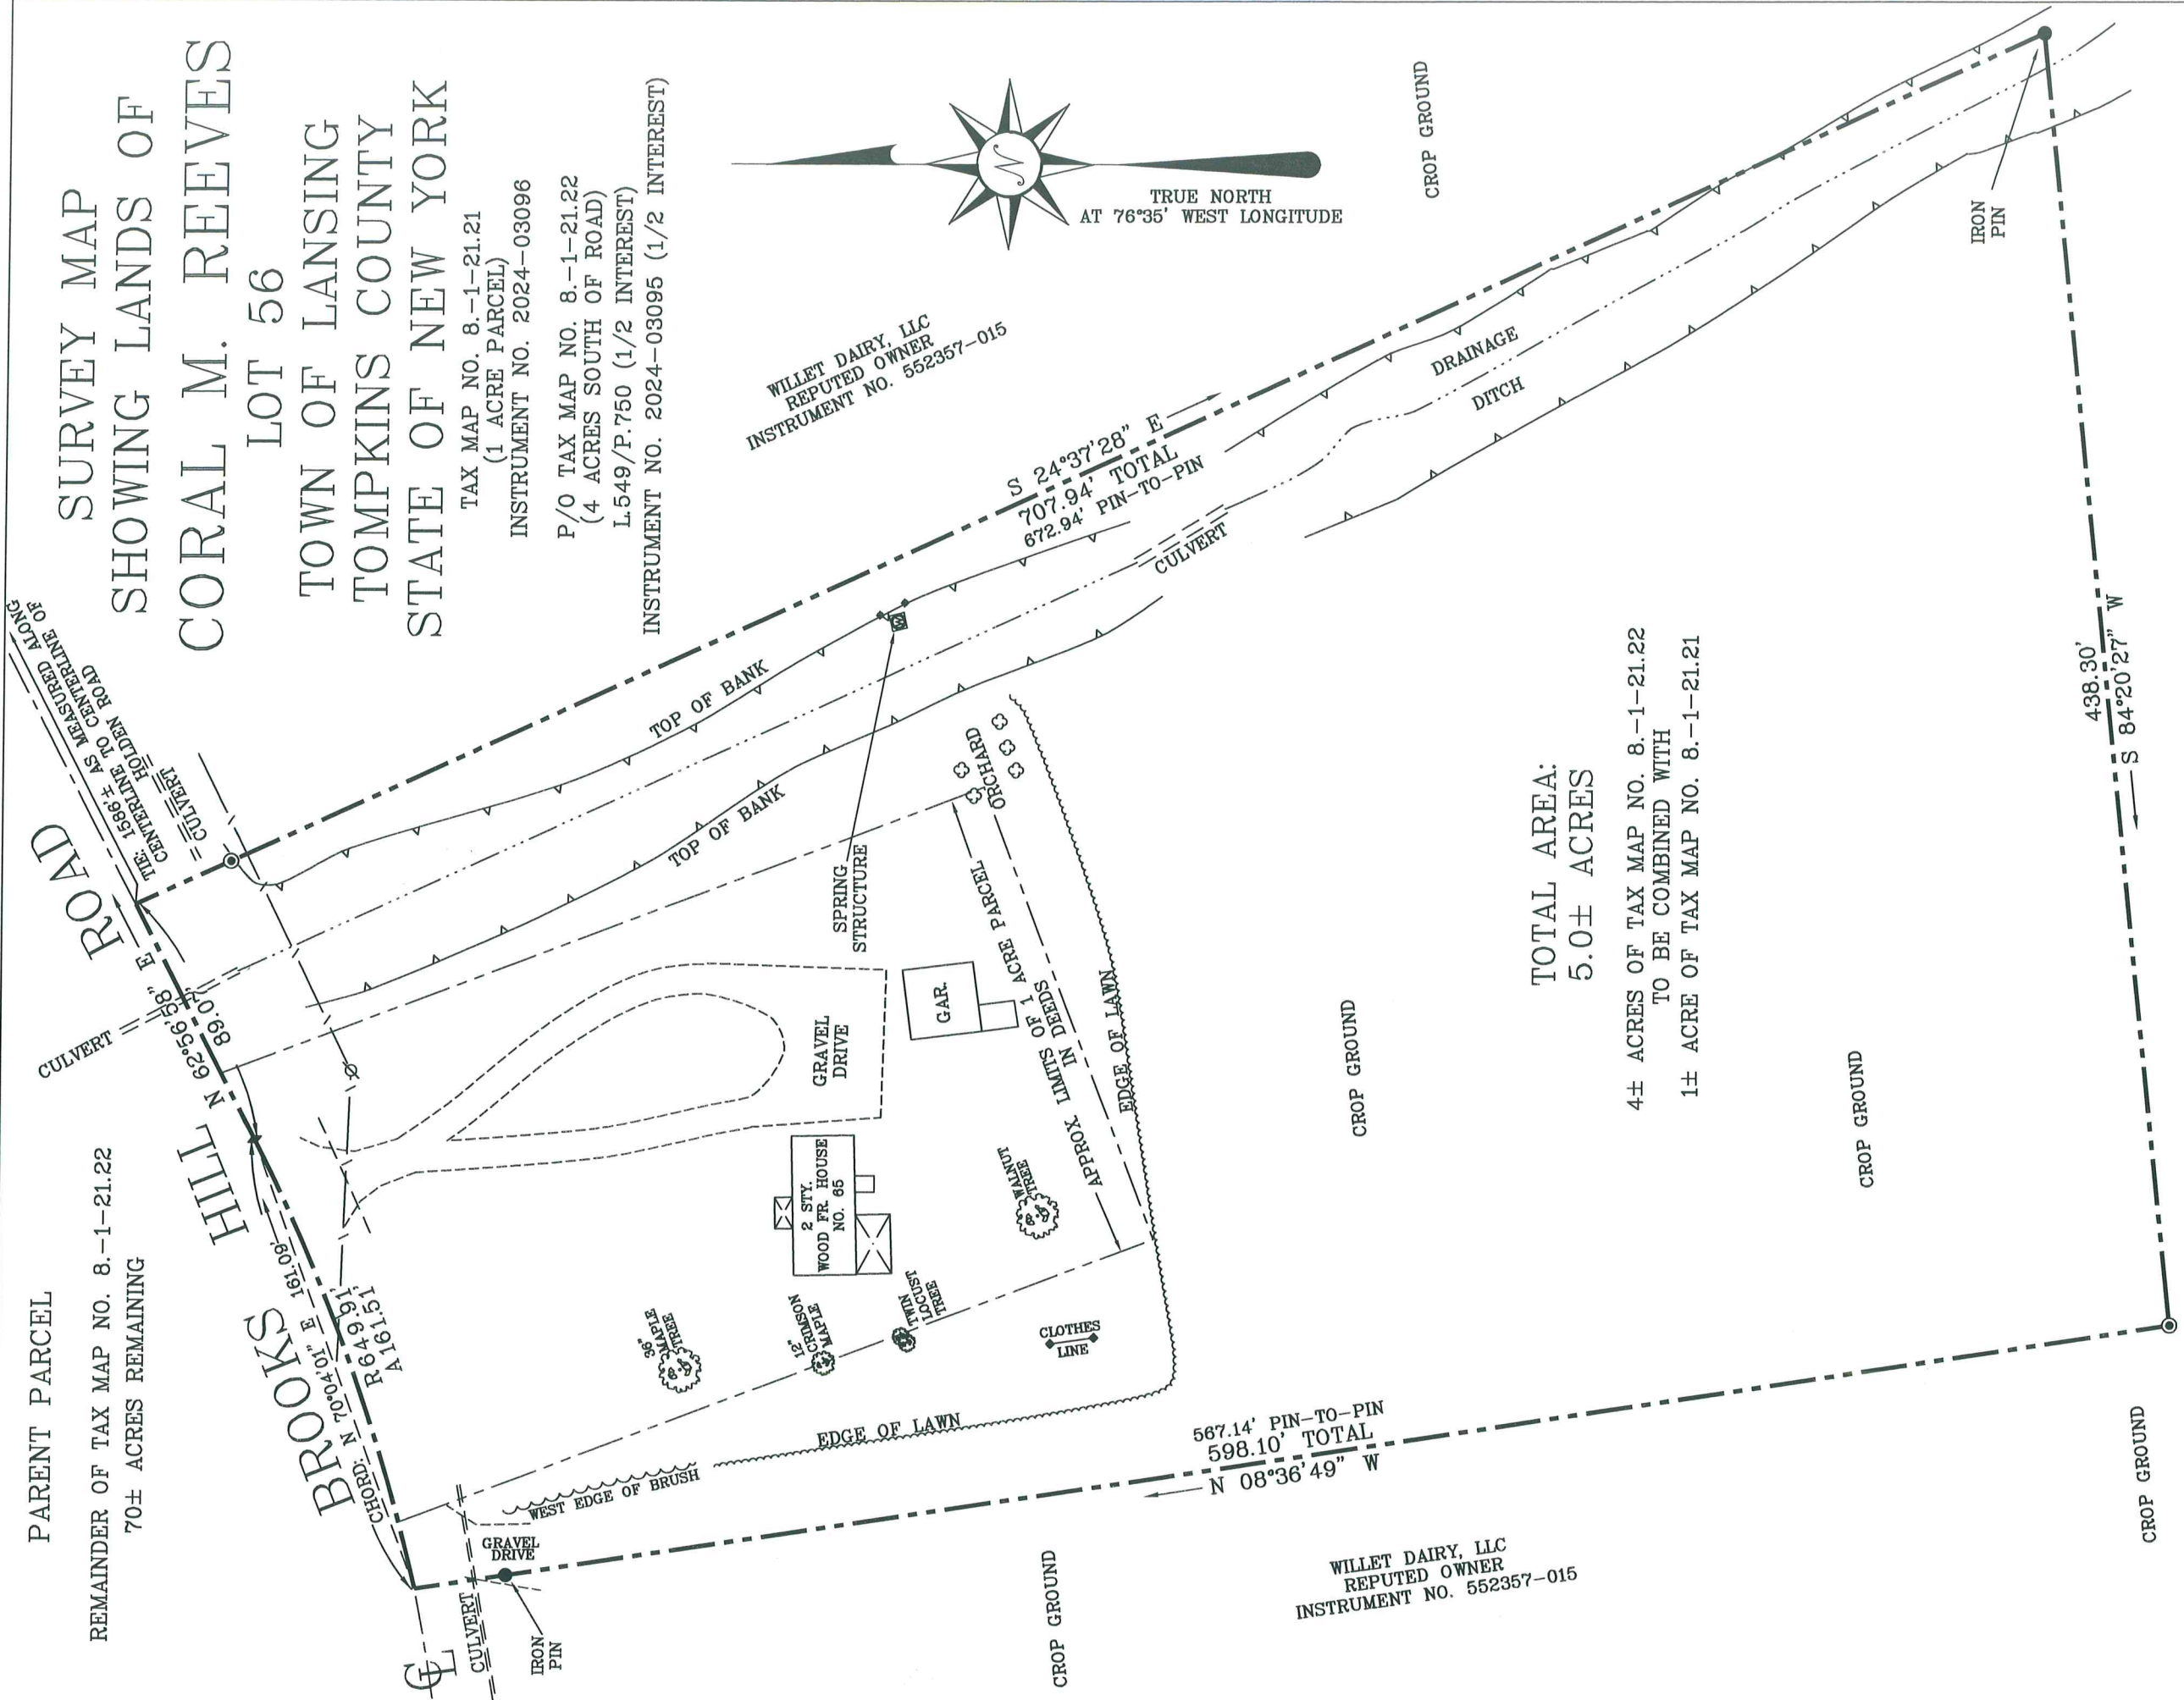 SURVEY MAP
SHOWING LANDS OF
CORAL M. REEVES
LOT 56
TOWN OF LANSING
TOMPKINS COUNTY
STATE OF NEW YORK
TAX MAP NO. 8.-1-21.21
(1 ACRE PARCEL)
INSTRUMENT NO. 2024-03096
P/O TAX MAP NO. 8.-1-21.22
(4 ACRES SOUTH OF ROAD)
L.549/P.750 (1/2 INTEREST)
INSTRUMENT NO. 2024-03095 (1/2 INTEREST)
PARENT PARCEL
REMAINDER OF TAX MAP NO. 8.-1-21.22
70± ACRES REMAINING
BROOKS HILL ROAD
TIE: 1586'± AS MEASURED ALONG
CENTERLINE TO CENTERLINE OF
HOLDEN ROAD
CULVERT
CULVERT
N 62°56'58" E
89.07'
CHORD: N 70°04'01" E 161.09'
R649.91'
A161.51'
CL
CULVERT
IRON
PIN
GRAVEL
DRIVE
WEST EDGE OF BRUSH
EDGE OF LAWN
36"
MAPLE
TREE
12"
CRIMSON
MAPLE
TWIN
LOCUST
TREE
CLOTHES
LINE
2 STY.
WOOD FR. HOUSE
NO. 65
WALNUT
TREE
GRAVEL
DRIVE
GAR.
APPROX. LIMITS OF 1 ACRE PARCEL
IN DEEDS
EDGE OF LAWN
ORCHARD
SPRING
STRUCTURE
TOP OF BANK
TOP OF BANK
W
CULVERT
DRAINAGE
DITCH
S 24°37'28" E
707.94' TOTAL
672.94' PIN-TO-PIN
WILLET DAIRY, LLC
REPUTED OWNER
INSTRUMENT NO. 552357-015
N
TRUE NORTH
AT 76°35' WEST LONGITUDE
CROP GROUND
IRON
PIN
438.30'
S 84°20'27" W
TOTAL AREA:
5.0± ACRES
4± ACRES OF TAX MAP NO. 8.-1-21.22
TO BE COMBINED WITH
1± ACRE OF TAX MAP NO. 8.-1-21.21
CROP GROUND
CROP GROUND
567.14' PIN-TO-PIN
598.10' TOTAL
N 08°36'49" W
WILLET DAIRY, LLC
REPUTED OWNER
INSTRUMENT NO. 552357-015
CROP GROUND
CROP GROUND